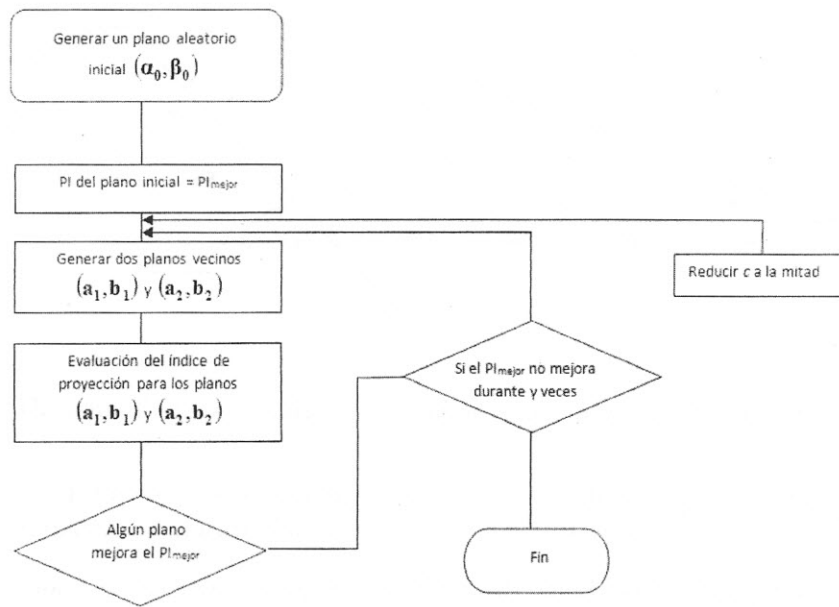 Generar un plano aleatorio
inicial (α₀,β₀)
PI del plano inicial = PImejor
Generar dos planos vecinos
(a₁,b₁) y (a₂,b₂)
Reducir c a la mitad
Evaluación del índice de
proyección para los planos
(a₁,b₁) y (a₂,b₂)
Si el PImejor no mejora
durante y veces
Algún plano
mejora el PImejor
Fin